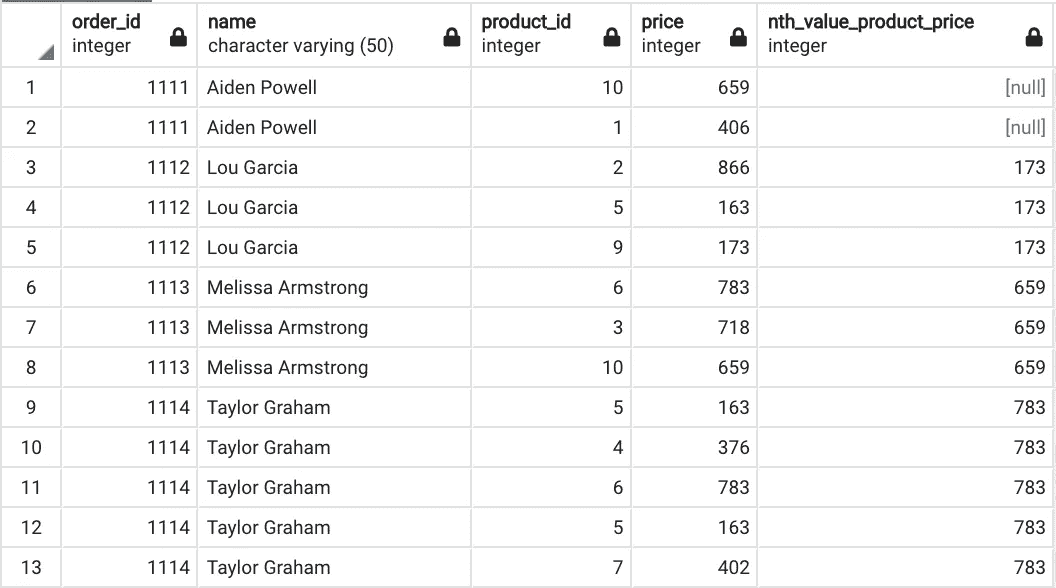 order_id name product_id price nth_value_product_price
integer character varying (50) integer integer integer
1 1111 Aiden Powell 10 659 [null]
2 1111 Aiden Powell 1 406 [null]
3 1112 Lou Garcia 2 866 173
4 1112 Lou Garcia 5 163 173
5 1112 Lou Garcia 9 173 173
6 1113 Melissa Armstrong 6 783 659
7 1113 Melissa Armstrong 3 718 659
8 1113 Melissa Armstrong 10 659 659
9 1114 Taylor Graham 5 163 783
10 1114 Taylor Graham 4 376 783
11 1114 Taylor Graham 6 783 783
12 1114 Taylor Graham 5 163 783
13 1114 Taylor Graham 7 402 783